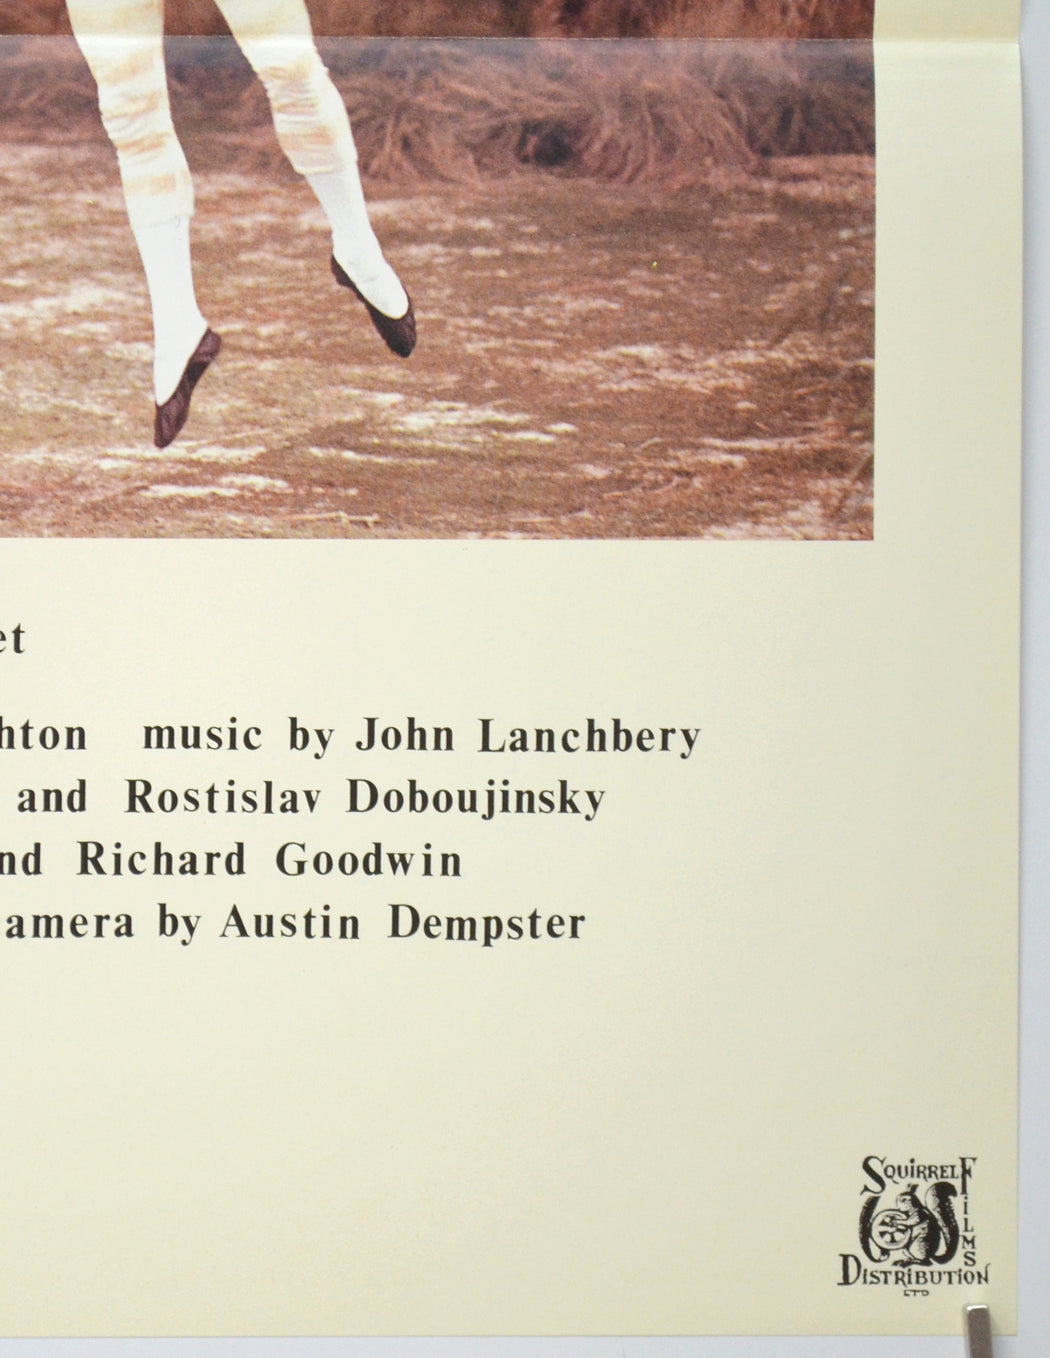 et
hton music by John Lanchbery
and Rostislav Doboujinsky
nd Richard Goodwin
amera by Austin Dempster
SQUiRREL FiLMS
DiSTRiBUTiON
LTD